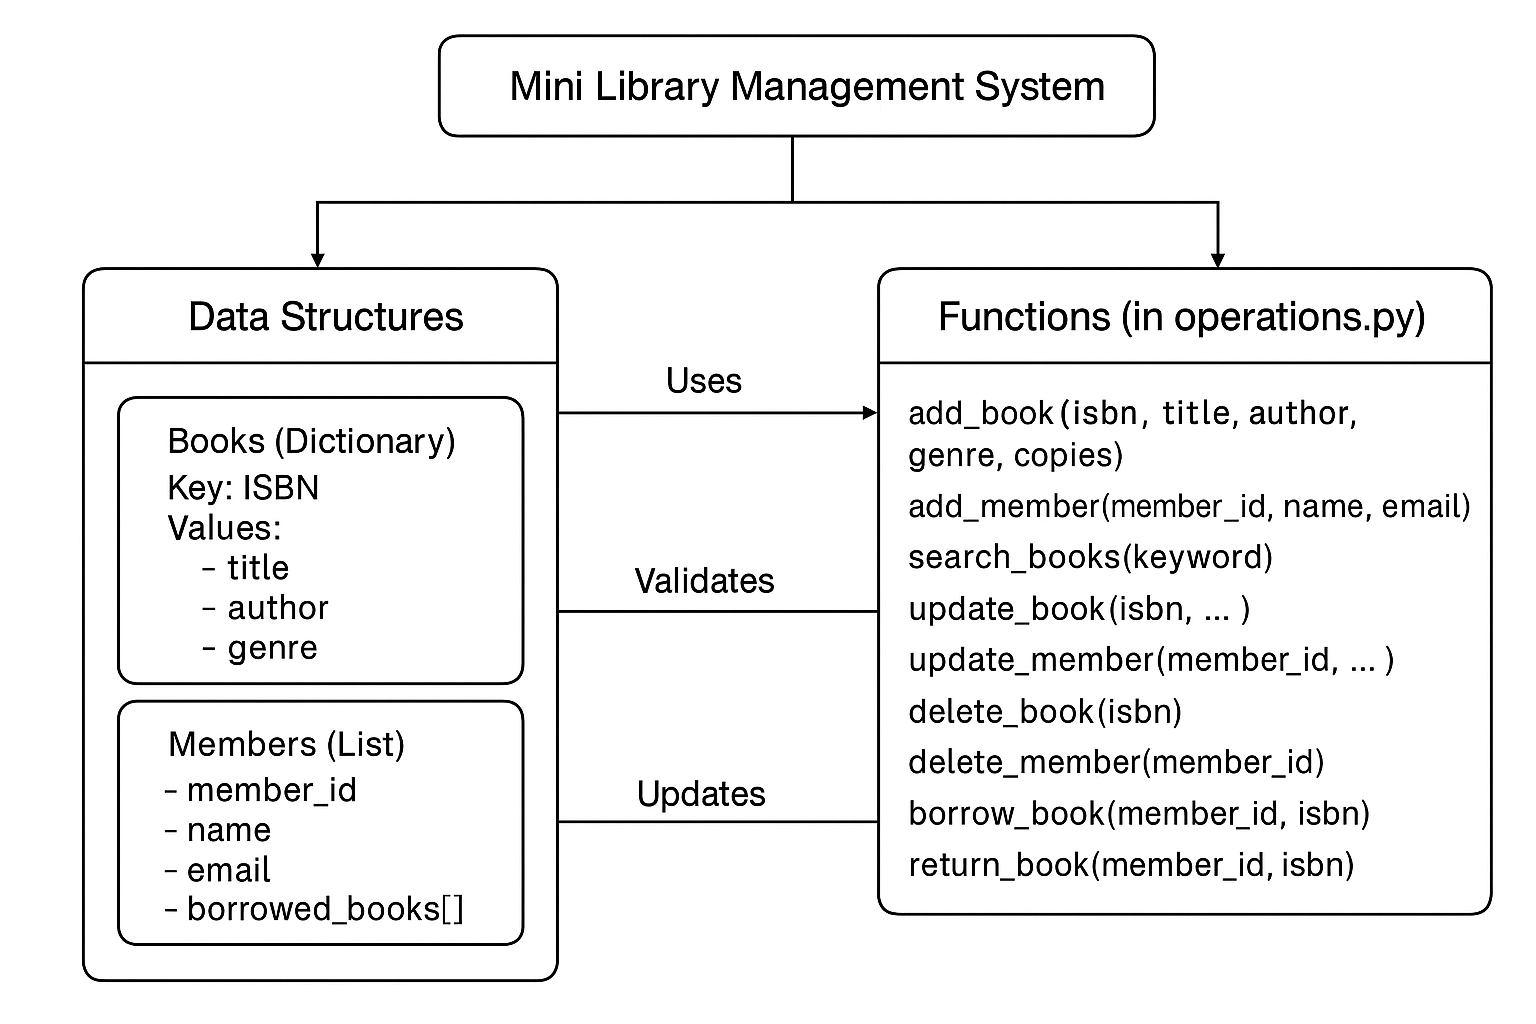 Mini Library Management System
Data Structures
Books (Dictionary)
Key: ISBN
Values:
- title
- author
- genre
Members (List)
- member_id
- name
- email
- borrowed_books[]
Uses
Validates
Updates
Functions (in operations.py)
add_book(isbn, title, author,
genre, copies)
add_member(member_id, name, email)
search_books(keyword)
update_book(isbn, ... )
update_member(member_id, ... )
delete_book(isbn)
delete_member(member_id)
borrow_book(member_id, isbn)
return_book(member_id, isbn)